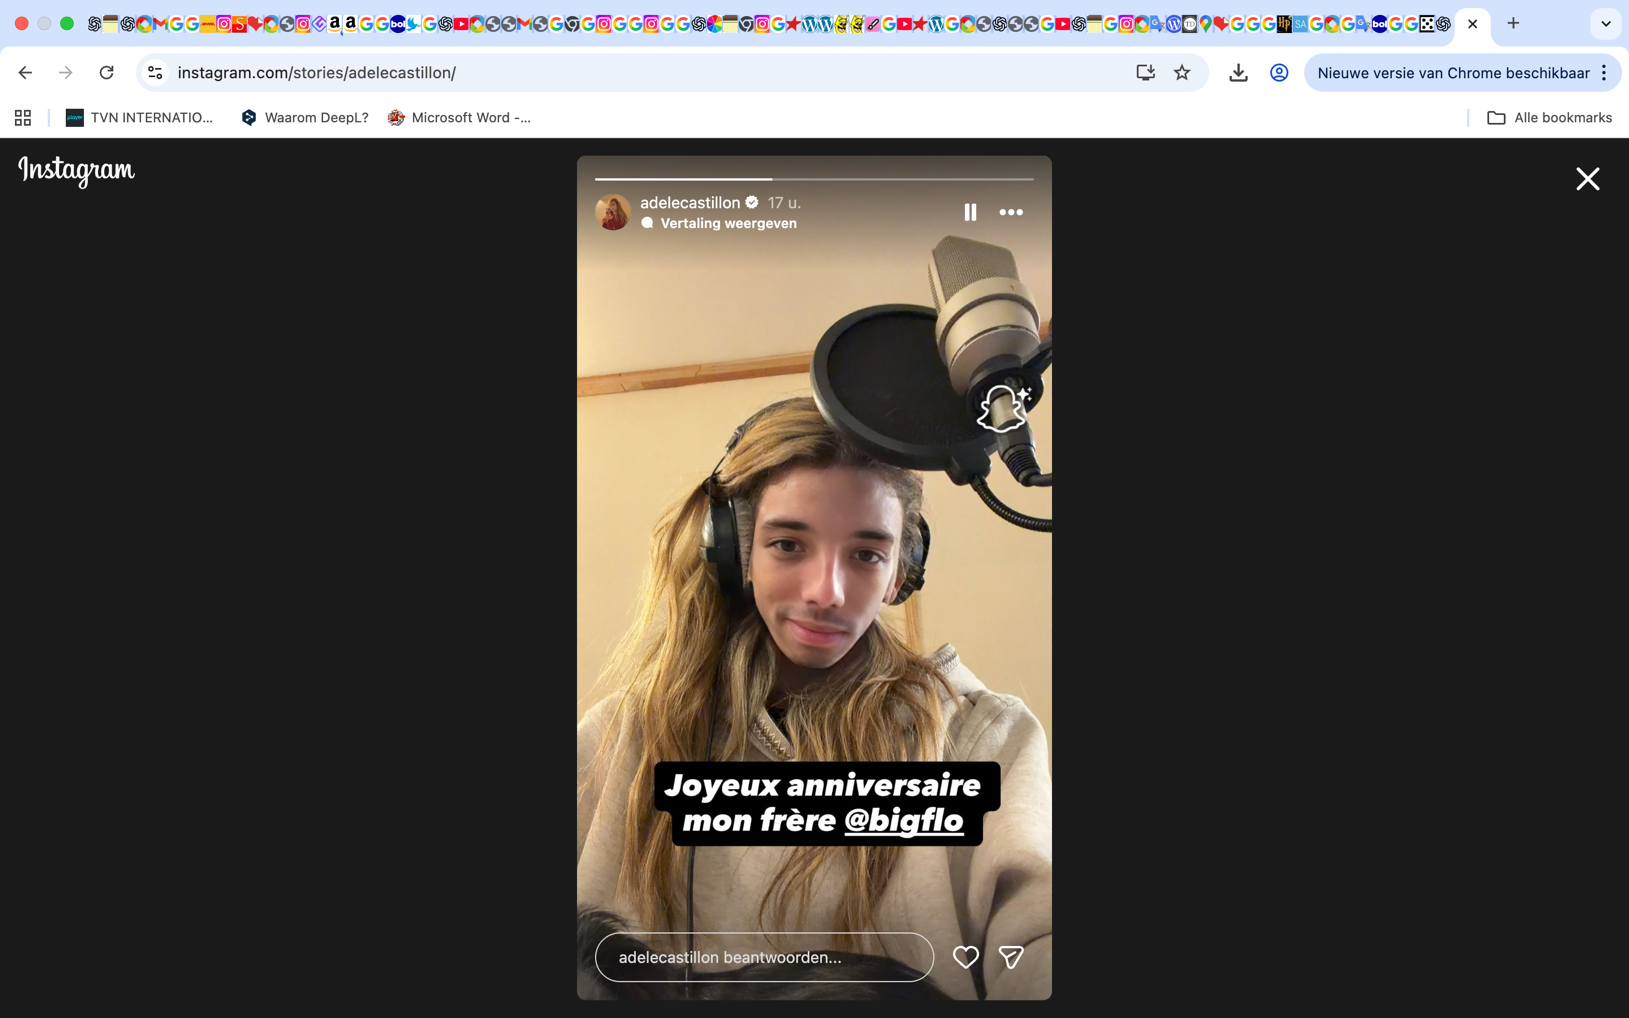 instagram.com/stories/adelecastillon/
Nieuwe versie van Chrome beschikbaar
TVN INTERNATIO...
Waarom DeepL?
Microsoft Word -...
Alle bookmarks
Instagram
adelecastillon 17 u.
Vertaling weergeven
Joyeux anniversaire
mon frère @bigflo
adelecastillon beantwoorden...